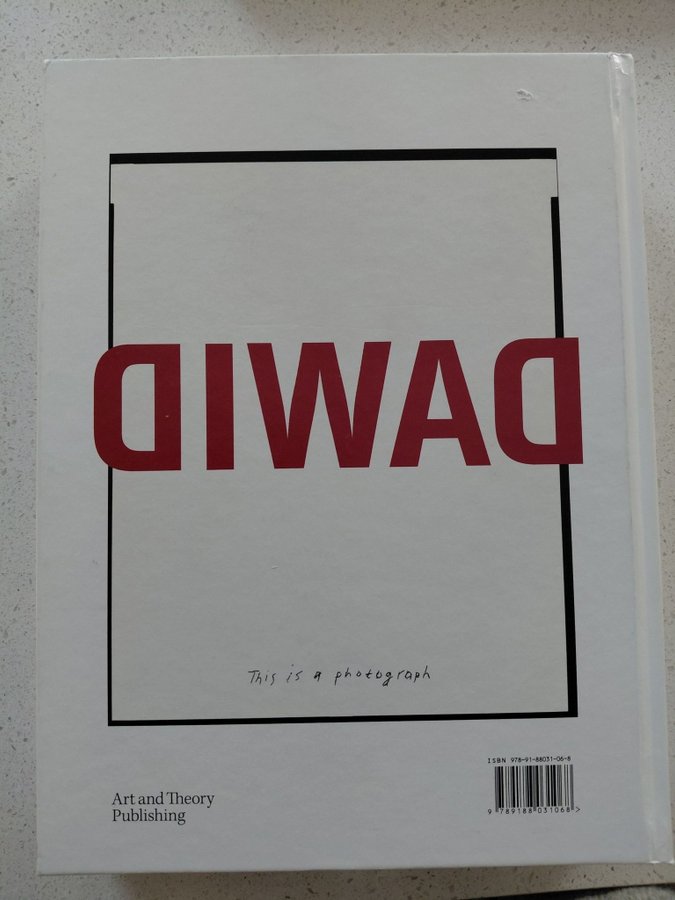 DAWID
This is a photograph
ISBN 978-91-88031-06-8
9 789188 031068 >
Art and Theory
Publishing